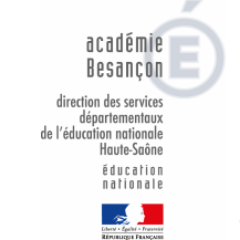 académie
Besançon
É
direction des services
départementaux
de l'éducation nationale
Haute-Saône
éducation
nationale
Liberté • Égalité • Fraternité
RÉPUBLIQUE FRANÇAISE